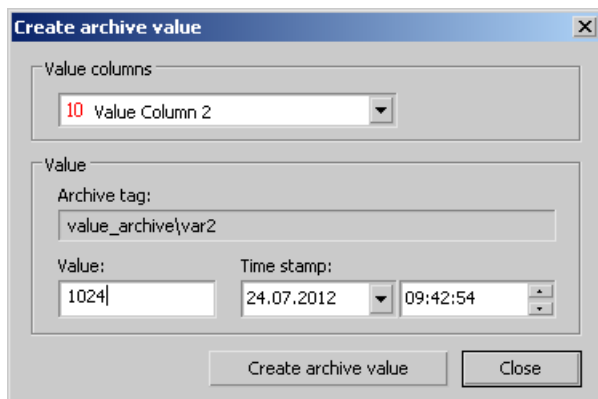 Create archive value
Value columns
10 Value Column 2
Value
Archive tag:
value_archive\var2
Value: Time stamp:
1024 24.07.2012 09:42:54
Create archive value Close